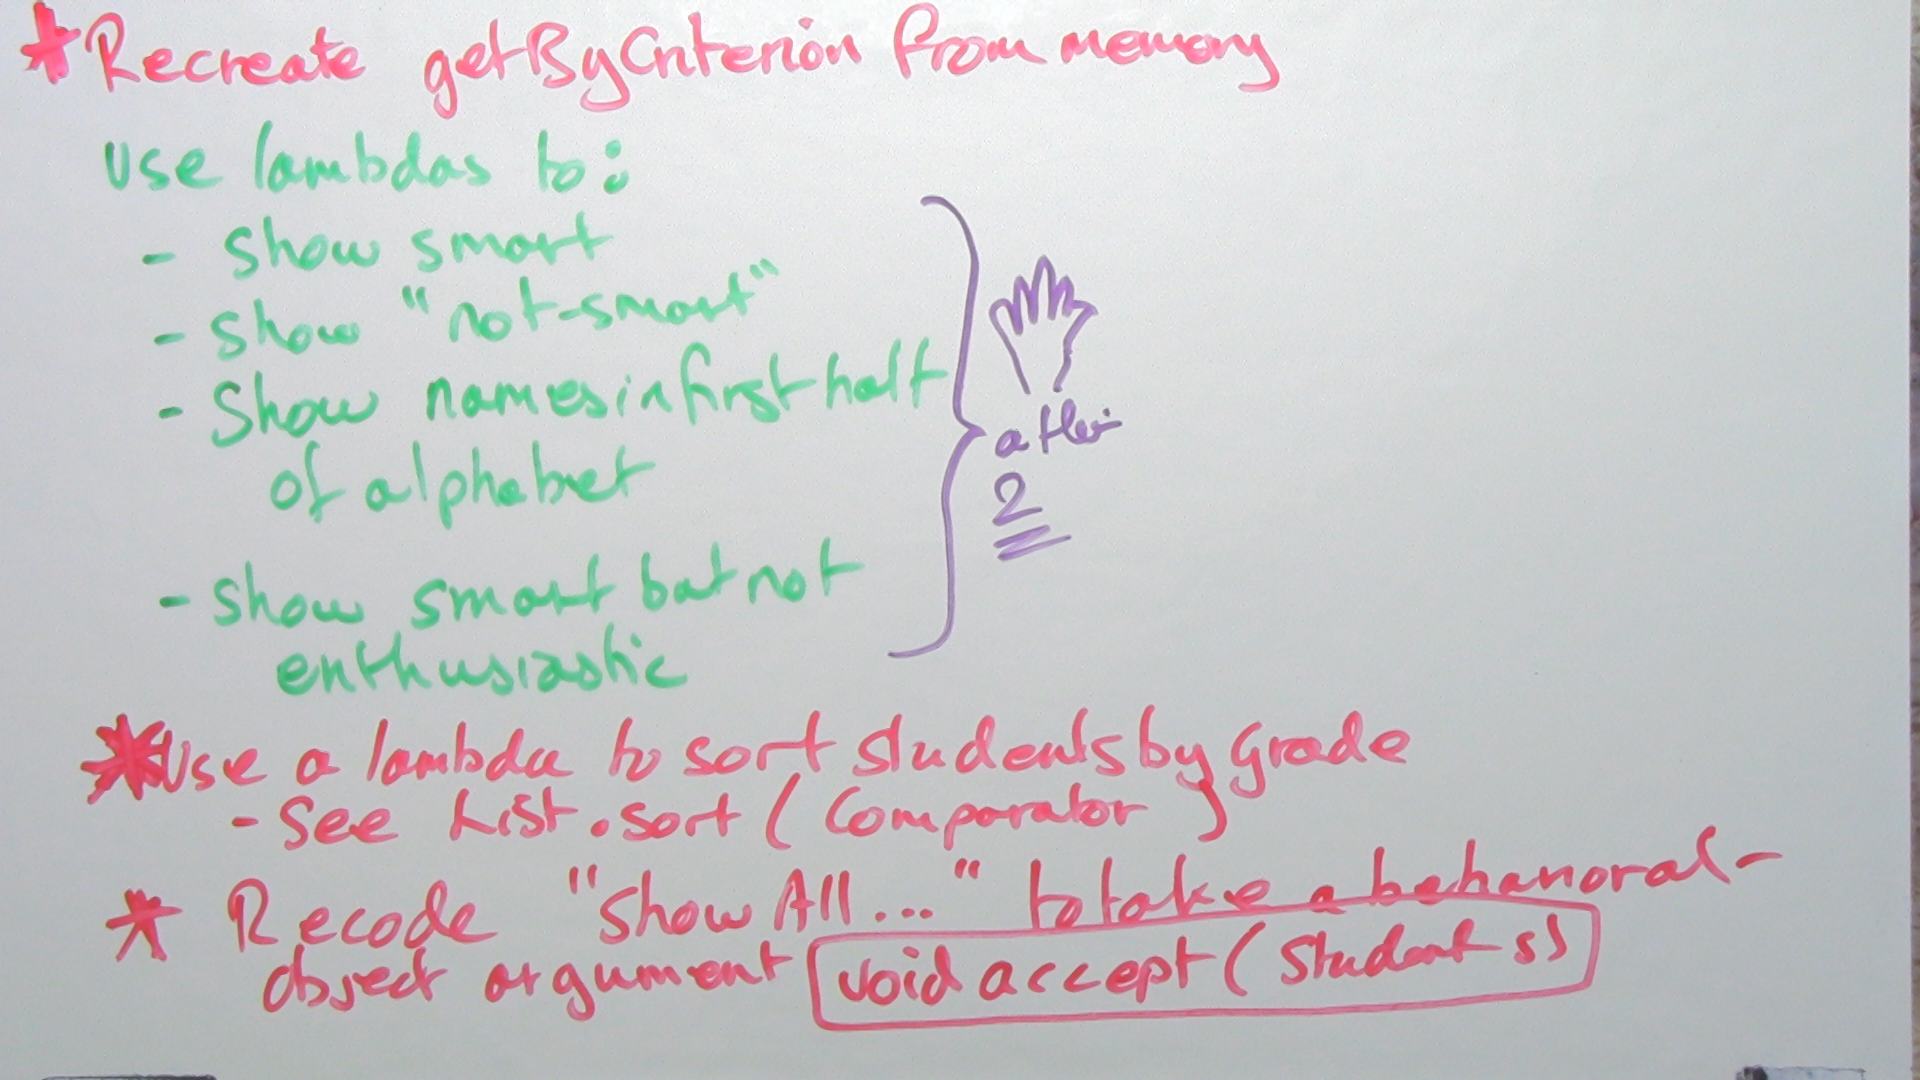 * Recreate getByCriterion from memory
Use lambdas to:
- Show smart
- Show "not-smart"
- Show names in first half
of alphabet
- Show smart but not
enthusiastic
after
2
* Use a lambda to sort students by grade
- See List.sort( Comparator )
* Recode "Show All..." to take a behavioral-
object argument void accept( Student s)